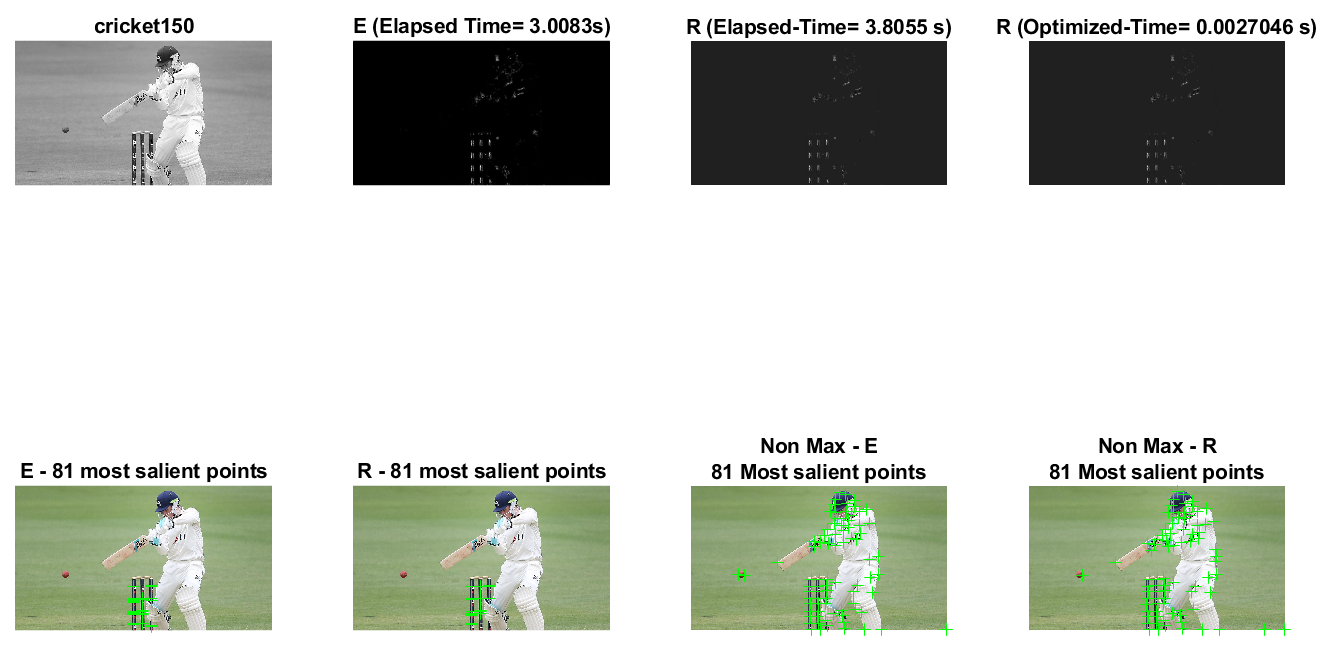 cricket150
E (Elapsed Time= 3.0083s)
R (Elapsed-Time= 3.8055 s)
R (Optimized-Time= 0.0027046 s)
E - 81 most salient points
R - 81 most salient points
Non Max - E
81 Most salient points
Non Max - R
81 Most salient points